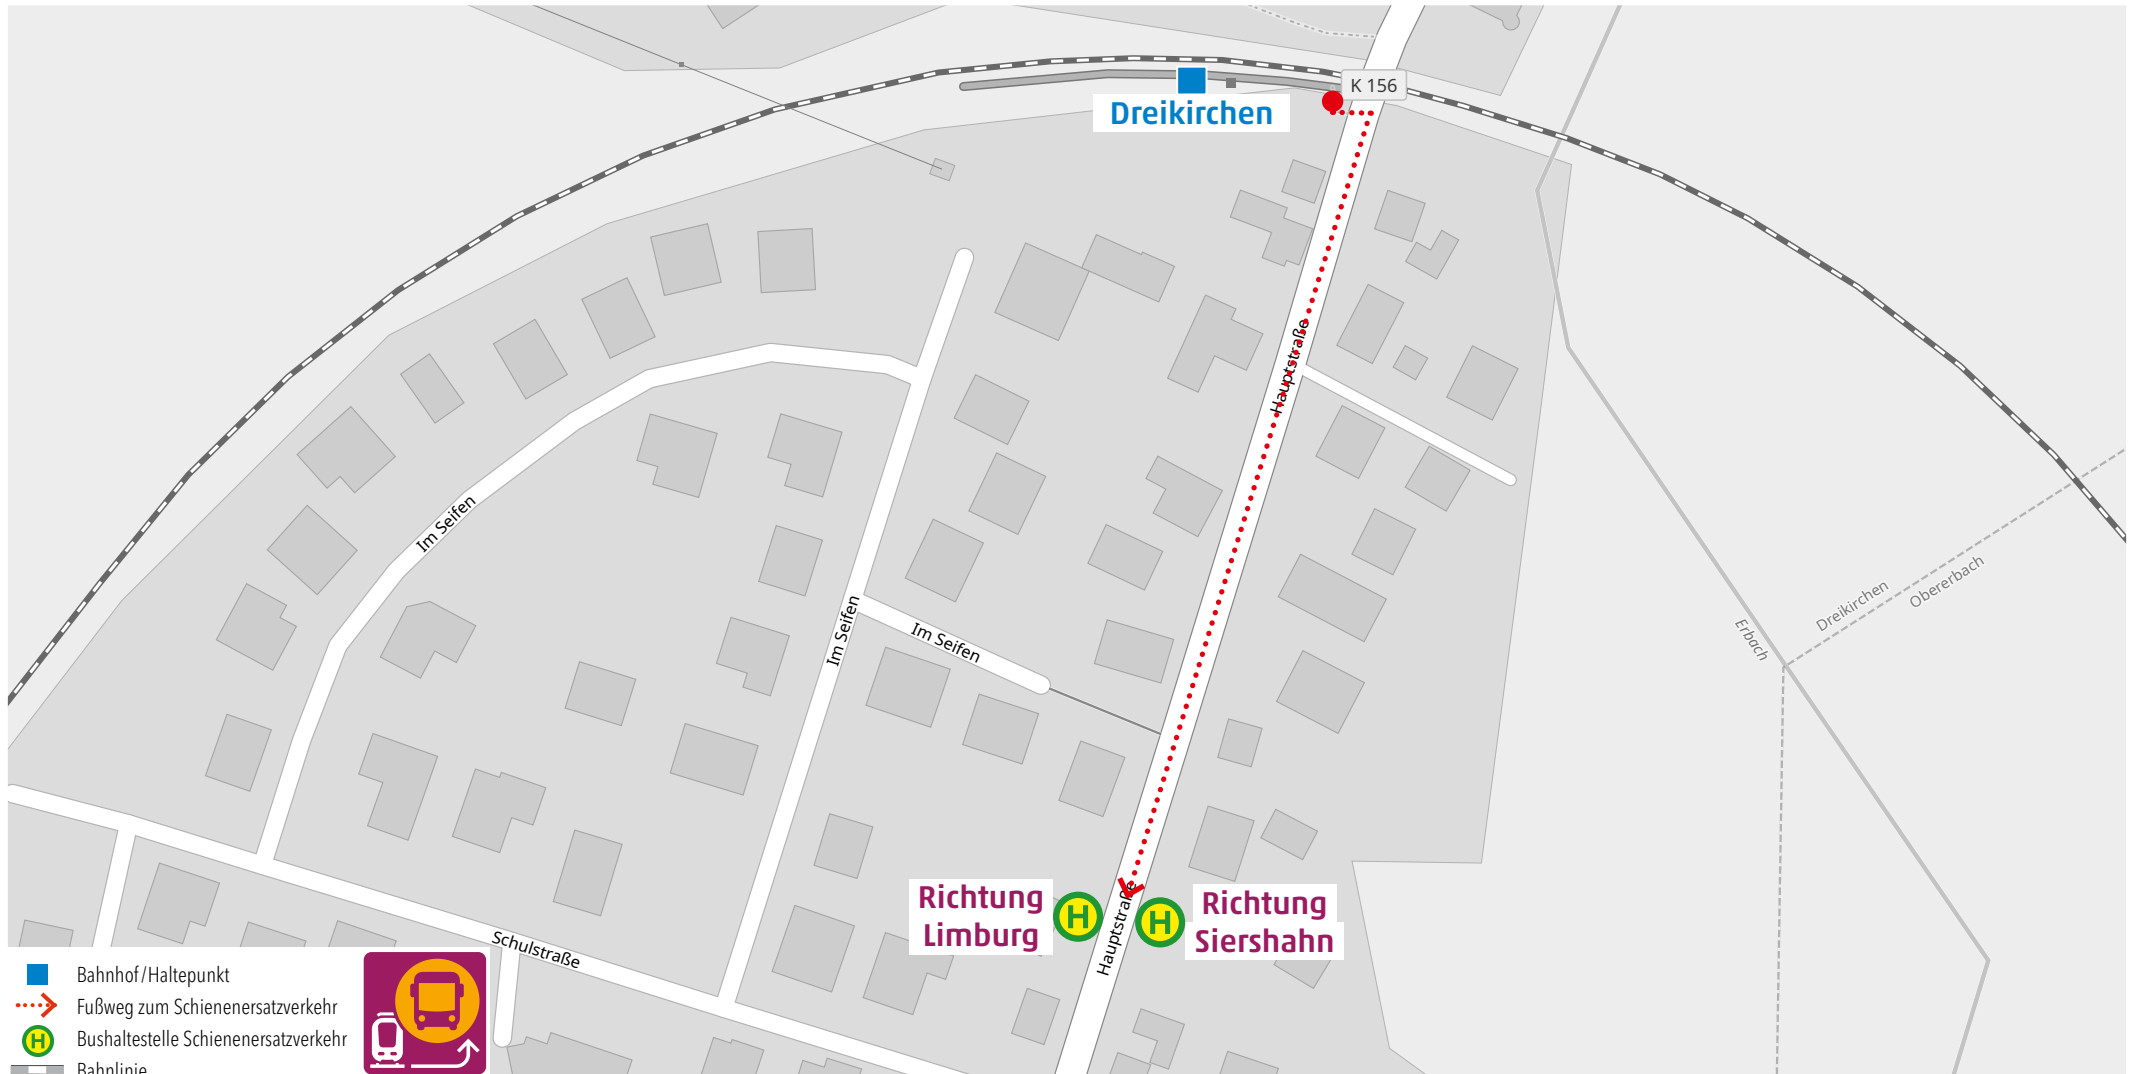 K 156
Dreikirchen
Hauptstraße
Im Seifen
Im Seifen
Im Seifen
Dreikirchen
Obererbach
Erbach
Richtung
Limburg
H
Hauptstraße
H
Richtung
Siershahn
Schulstraße
Bahnhof/Haltepunkt
Fußweg zum Schienenersatzverkehr
H
Bushaltestelle Schienenersatzverkehr
Bahnlinie